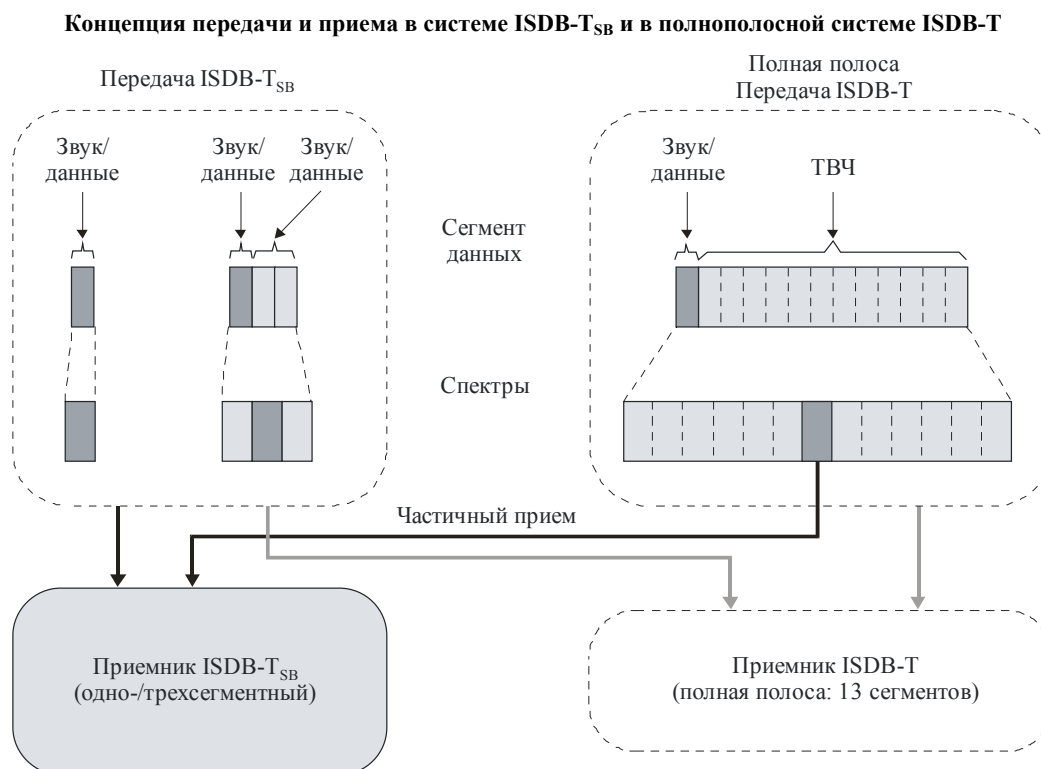 Концепция передачи и приема в системе ISDB-TSB и в полнополосной системе ISDB-T
Передача ISDB-TSB
Полная полоса
Передача ISDB-T
Звук/
данные
Звук/
данные
Звук/
данные
Звук/
данные
ТВЧ
Сегмент
данных
Спектры
Частичный прием
Приемник ISDB-TSB
(одно-/трехсегментный)
Приемник ISDB-T
(полная полоса: 13 сегментов)